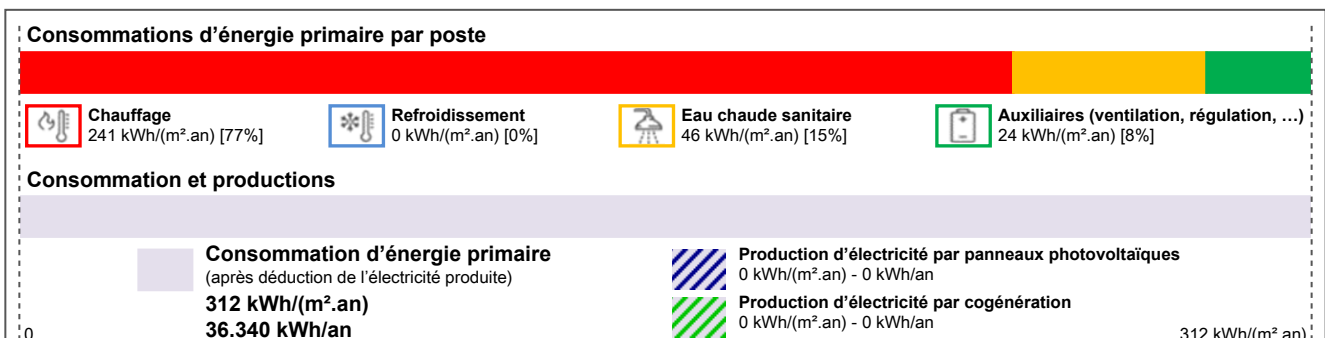 Consommations d’énergie primaire par poste
Chauffage
241 kWh/(m².an) [77%]
Refroidissement
0 kWh/(m².an) [0%]
Eau chaude sanitaire
46 kWh/(m².an) [15%]
Auxiliaires (ventilation, régulation, …)
24 kWh/(m².an) [8%]
Consommation et productions
Consommation d’énergie primaire
(après déduction de l’électricité produite)
312 kWh/(m².an)
36.340 kWh/an
Production d’électricité par panneaux photovoltaïques
0 kWh/(m².an) - 0 kWh/an
Production d’électricité par cogénération
0 kWh/(m².an) - 0 kWh/an
0
312 kWh/(m².an)